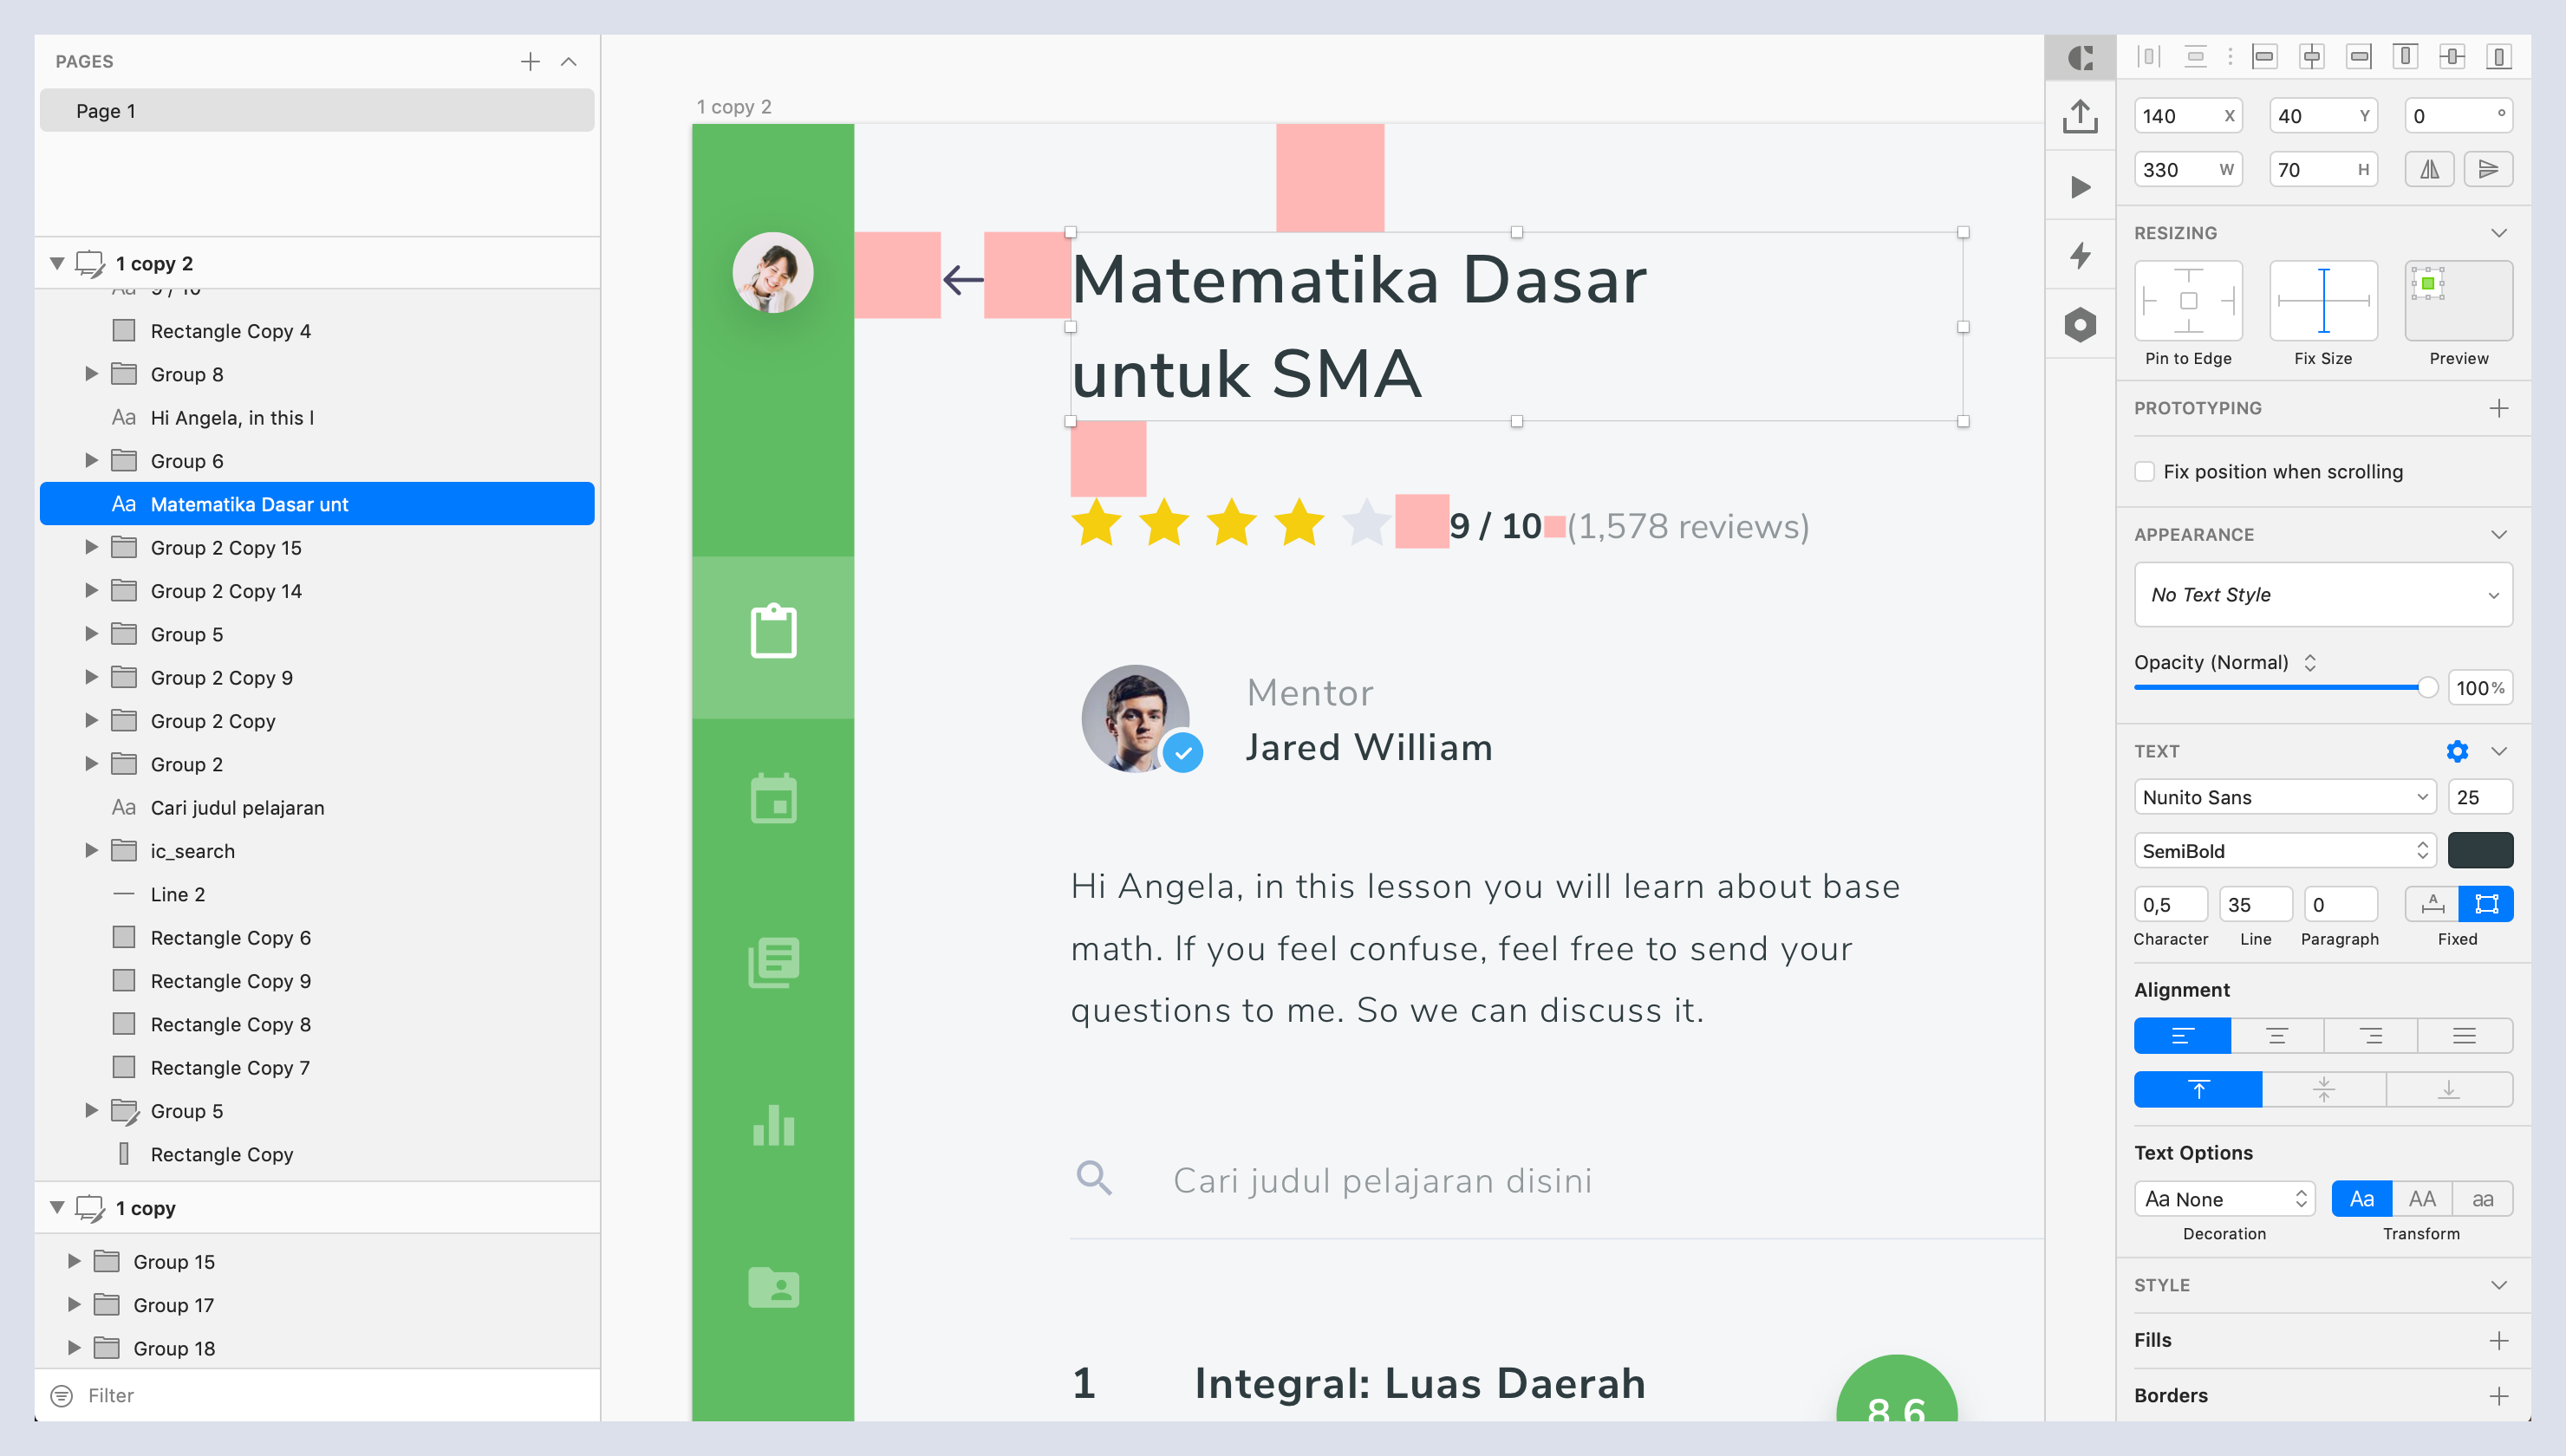 PAGES
Page 1
1 copy 2
9 / 10
Rectangle Copy 4
Group 8
Aa Hi Angela, in this l
Group 6
Aa Matematika Dasar unt
Group 2 Copy 15
Group 2 Copy 14
Group 5
Group 2 Copy 9
Group 2 Copy
Group 2
Aa Cari judul pelajaran
ic_search
Line 2
Rectangle Copy 6
Rectangle Copy 9
Rectangle Copy 8
Rectangle Copy 7
Group 5
Rectangle Copy
1 copy
Group 15
Group 17
Group 18
Filter
1 copy 2
Matematika Dasar
untuk SMA
9 / 10 (1,578 reviews)
Mentor
Jared William
Hi Angela, in this lesson you will learn about base
math. If you feel confuse, feel free to send your
questions to me. So we can discuss it.
Cari judul pelajaran disini
1 Integral: Luas Daerah
8.6
140 X 40 Y 0 °
330 W 70 H
RESIZING
Pin to Edge Fix Size Preview
PROTOTYPING
Fix position when scrolling
APPEARANCE
No Text Style
Opacity (Normal)
100%
TEXT
Nunito Sans 25
SemiBold
0,5 35 0 A
Character Line Paragraph Fixed
Alignment
Text Options
Aa None Aa AA aa
Decoration Transform
STYLE
Fills
Borders